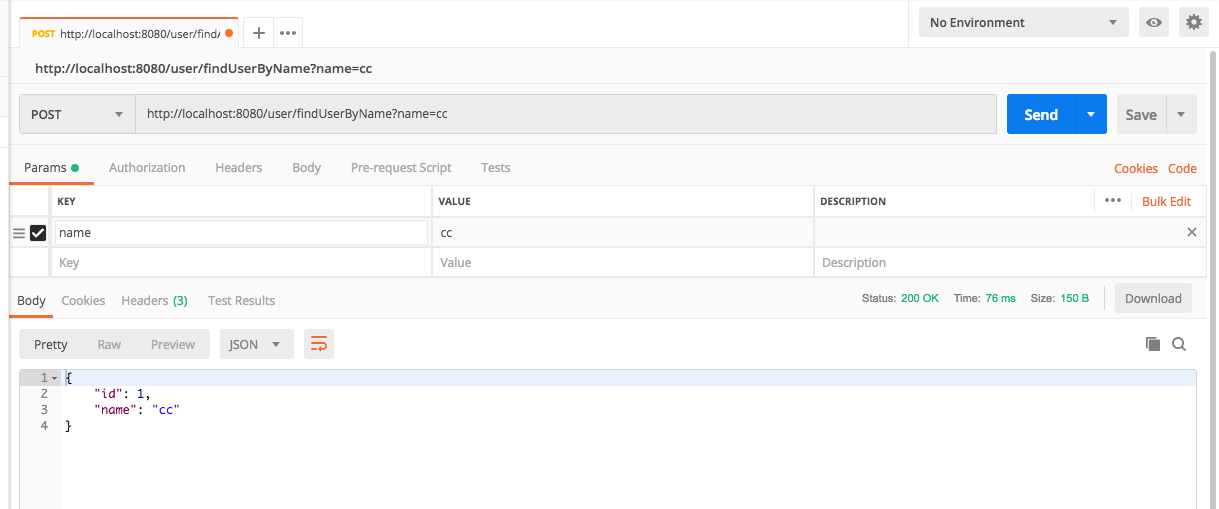 POST http://localhost:8080/user/find/
No Environment
http://localhost:8080/user/findUserByName?name=cc
POST http://localhost:8080/user/findUserByName?name=cc Send Save
Params Authorization Headers Body Pre-request Script Tests Cookies Code
KEY VALUE DESCRIPTION Bulk Edit
name cc
Key Value Description
Body Cookies Headers (3) Test Results Status: 200 OK Time: 76 ms Size: 150 B Download
Pretty Raw Preview JSON
1 {
2 "id": 1,
3 "name": "cc"
4 }